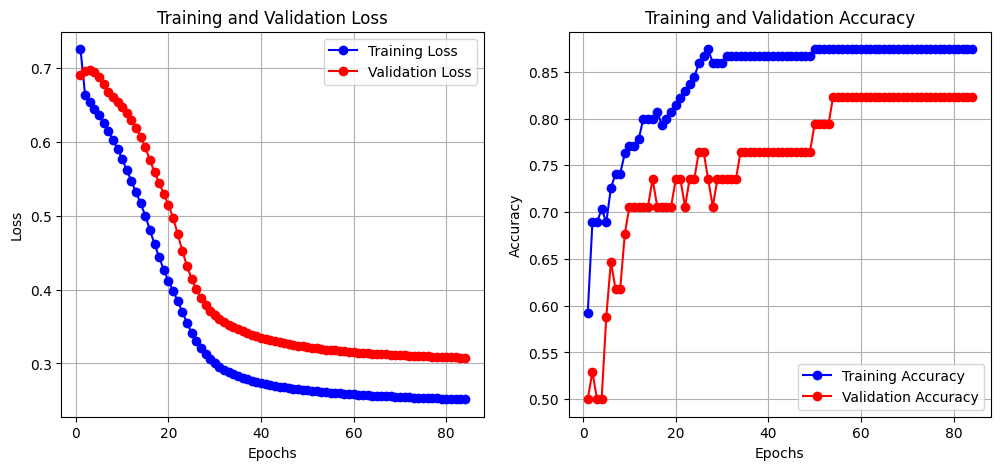 Training and Validation Loss
Training Loss
Validation Loss
0.7
0.6
0.5
0.4
0.3
Loss
0 20 40 60 80
Epochs
Training and Validation Accuracy
0.85
0.80
0.75
0.70
0.65
0.60
0.55
0.50
Accuracy
Training Accuracy
Validation Accuracy
0 20 40 60 80
Epochs